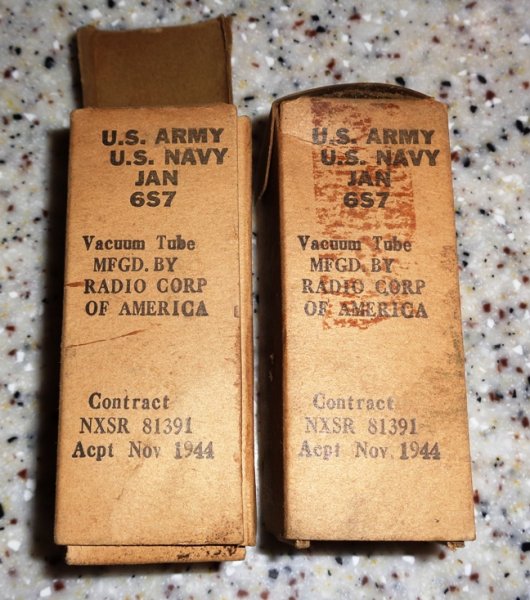 U.S. ARMY
U.S. NAVY
JAN
6S7
Vacuum Tube
MFGD. BY
RADIO CORP
OF AMERICA
Contract
NXSR 81391
Acpt Nov 1944
U.S. ARMY
U.S. NAVY
JAN
6S7
Vacuum Tube
MFGD. BY
RADIO CORP
OF AMERICA
Contract
NXSR 81391
Acpt Nov 1944